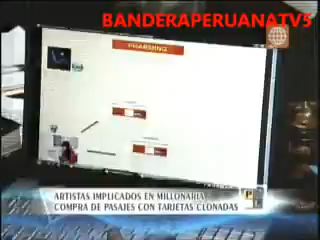 BANDERAPERUANATV5
PHARMING
ARTISTAS IMPLICADOS EN MILLONARIA
COMPRA DE PASAJES CON TARJETAS CLONADAS